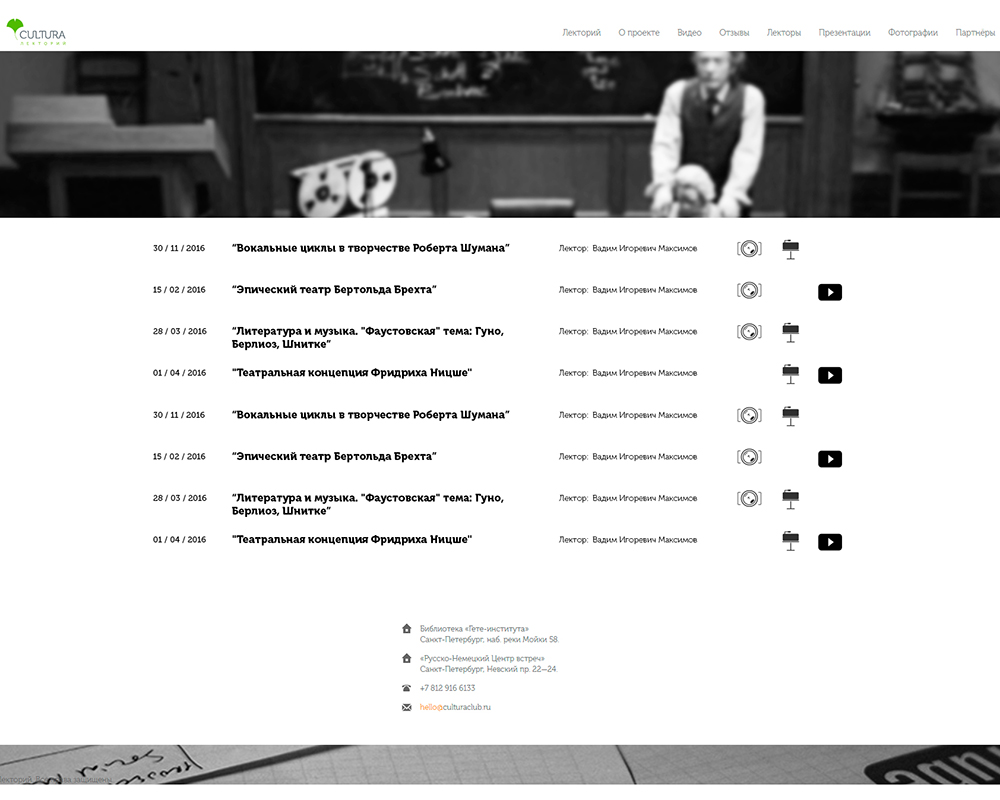 CULTURA
ЛЕКТОРИЙ
Лекторий О проекте Видео Отзывы Лекторы Презентации Фотографии Партнёры
30 / 11 / 2016 “Вокальные циклы в творчестве Роберта Шумана” Лектор: Вадим Игоревич Максимов
15 / 02 / 2016 “Эпический театр Бертольда Брехта” Лектор: Вадим Игоревич Максимов
28 / 03 / 2016 “Литература и музыка. "Фаустовская" тема: Гуно, Лектор: Вадим Игоревич Максимов
Берлиоз, Шнитке”
01 / 04 / 2016 "Театральная концепция Фридриха Ницше" Лектор: Вадим Игоревич Максимов
30 / 11 / 2016 “Вокальные циклы в творчестве Роберта Шумана” Лектор: Вадим Игоревич Максимов
15 / 02 / 2016 “Эпический театр Бертольда Брехта” Лектор: Вадим Игоревич Максимов
28 / 03 / 2016 “Литература и музыка. "Фаустовская" тема: Гуно, Лектор: Вадим Игоревич Максимов
Берлиоз, Шнитке”
01 / 04 / 2016 "Театральная концепция Фридриха Ницше" Лектор: Вадим Игоревич Максимов
Библиотека «Гете-института»
Санкт-Петербург, наб. реки Мойки 58.
«Русско-Немецкий Центр встреч»
Санкт-Петербург, Невский пр. 22—24.
+7 812 916 6133
hello@culturaclub.ru
защищены